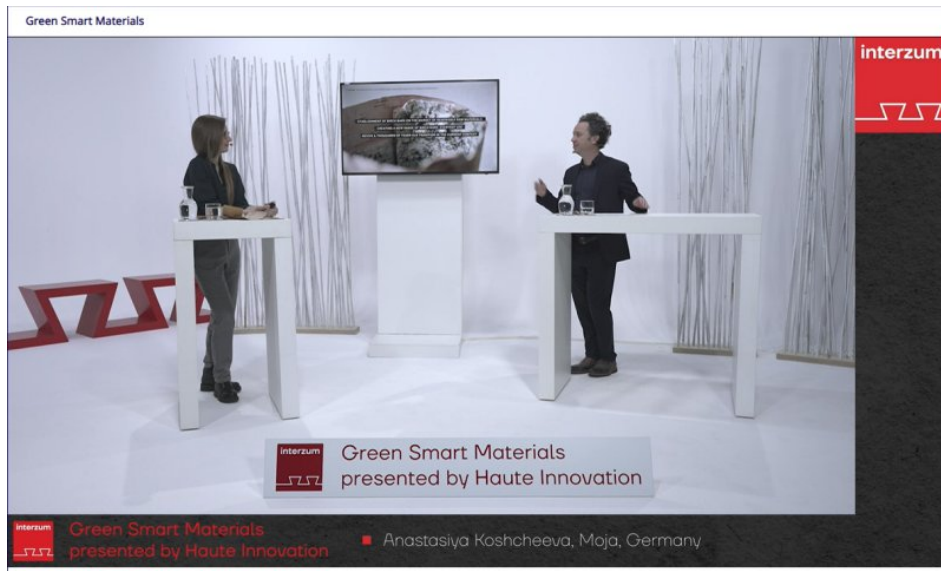 Green Smart Materials
interzum
interzum
Green Smart Materials
presented by Haute Innovation
interzum
Green Smart Materials
presented by Haute Innovation
Anastasiya Koshcheeva, Moja, Germany